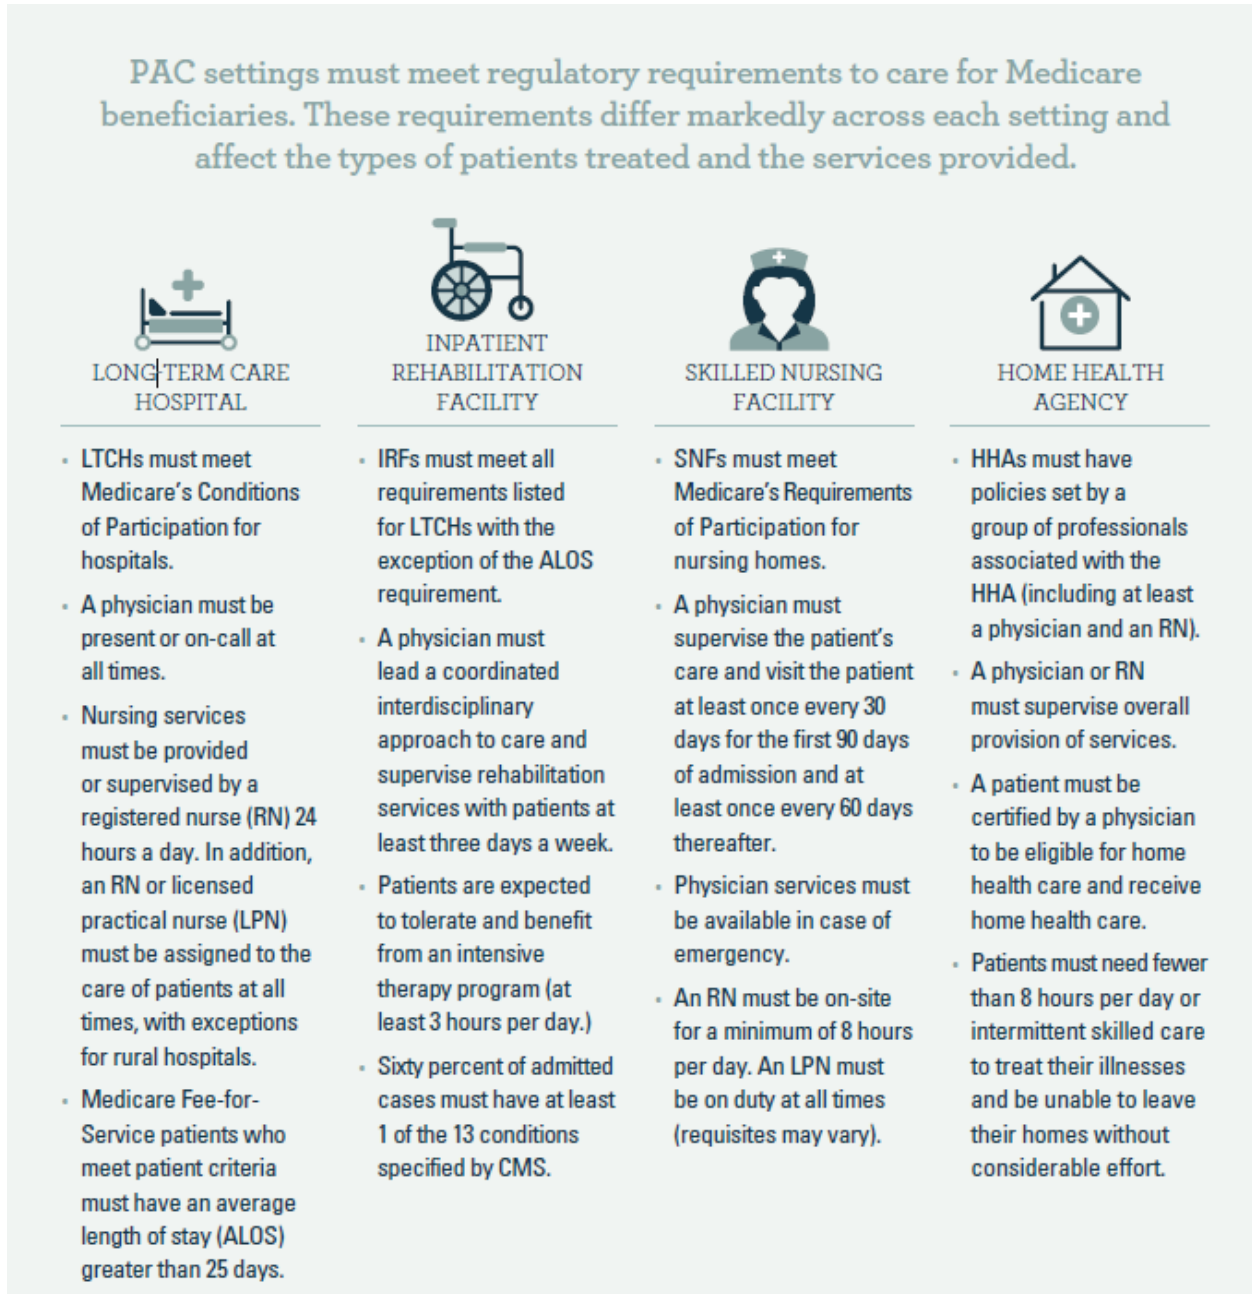 PAC settings must meet regulatory requirements to care for Medicare
beneficiaries. These requirements differ markedly across each setting and
affect the types of patients treated and the services provided.
LONG-TERM CARE
HOSPITAL
• LTCHs must meet
Medicare's Conditions
of Participation for
hospitals.
• A physician must be
present or on-call at
all times.
• Nursing services
must be provided
or supervised by a
registered nurse (RN) 24
hours a day. In addition,
an RN or licensed
practical nurse (LPN)
must be assigned to the
care of patients at all
times, with exceptions
for rural hospitals.
• Medicare Fee-for-
Service patients who
meet patient criteria
must have an average
length of stay (ALOS)
greater than 25 days.
INPATIENT
REHABILITATION
FACILITY
• IRFs must meet all
requirements listed
for LTCHs with the
exception of the ALOS
requirement.
• A physician must
lead a coordinated
interdisciplinary
approach to care and
supervise rehabilitation
services with patients at
least three days a week.
• Patients are expected
to tolerate and benefit
from an intensive
therapy program (at
least 3 hours per day.)
• Sixty percent of admitted
cases must have at least
1 of the 13 conditions
specified by CMS.
SKILLED NURSING
FACILITY
• SNFs must meet
Medicare's Requirements
of Participation for
nursing homes.
• A physician must
supervise the patient's
care and visit the patient
at least once every 30
days for the first 90 days
of admission and at
least once every 60 days
thereafter.
• Physician services must
be available in case of
emergency.
• An RN must be on-site
for a minimum of 8 hours
per day. An LPN must
be on duty at all times
(requisites may vary).
HOME HEALTH
AGENCY
• HHAs must have
policies set by a
group of professionals
associated with the
HHA (including at least
a physician and an RN).
• A physician or RN
must supervise overall
provision of services.
• A patient must be
certified by a physician
to be eligible for home
health care and receive
home health care.
• Patients must need fewer
than 8 hours per day or
intermittent skilled care
to treat their illnesses
and be unable to leave
their homes without
considerable effort.